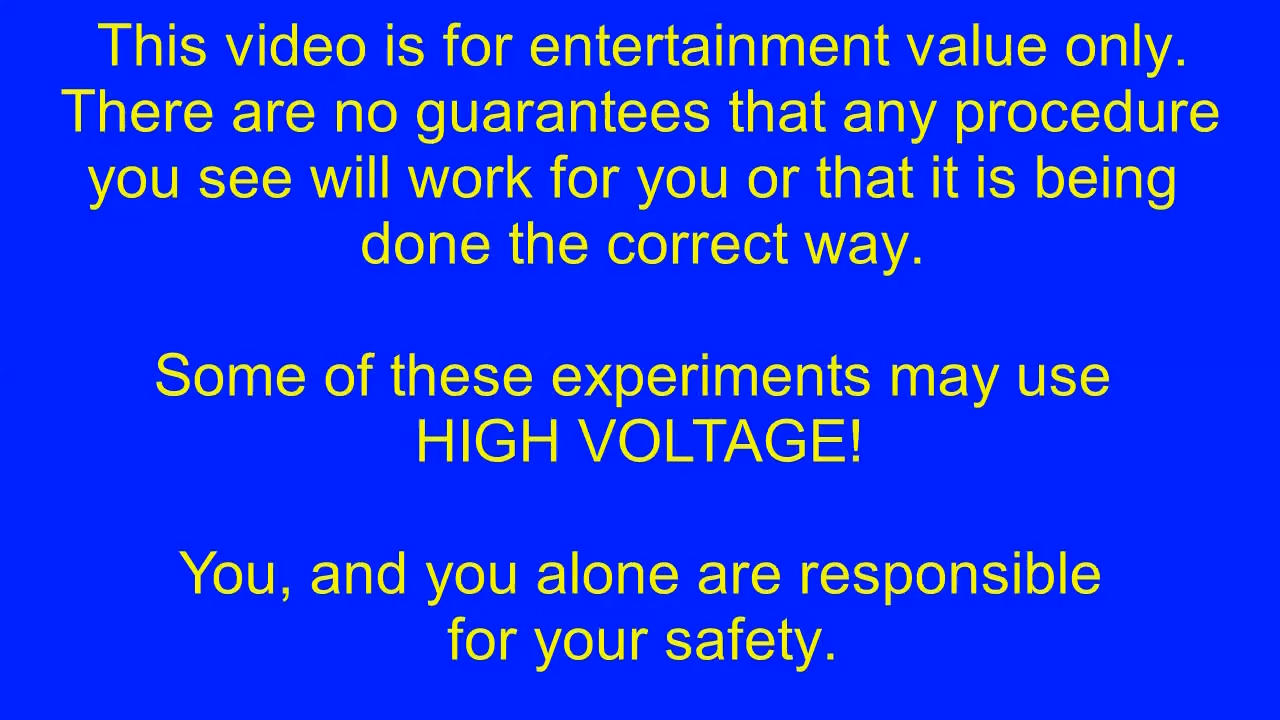 This video is for entertainment value only.
There are no guarantees that any procedure
you see will work for you or that it is being
done the correct way.
Some of these experiments may use
HIGH VOLTAGE!
You, and you alone are responsible
for your safety.